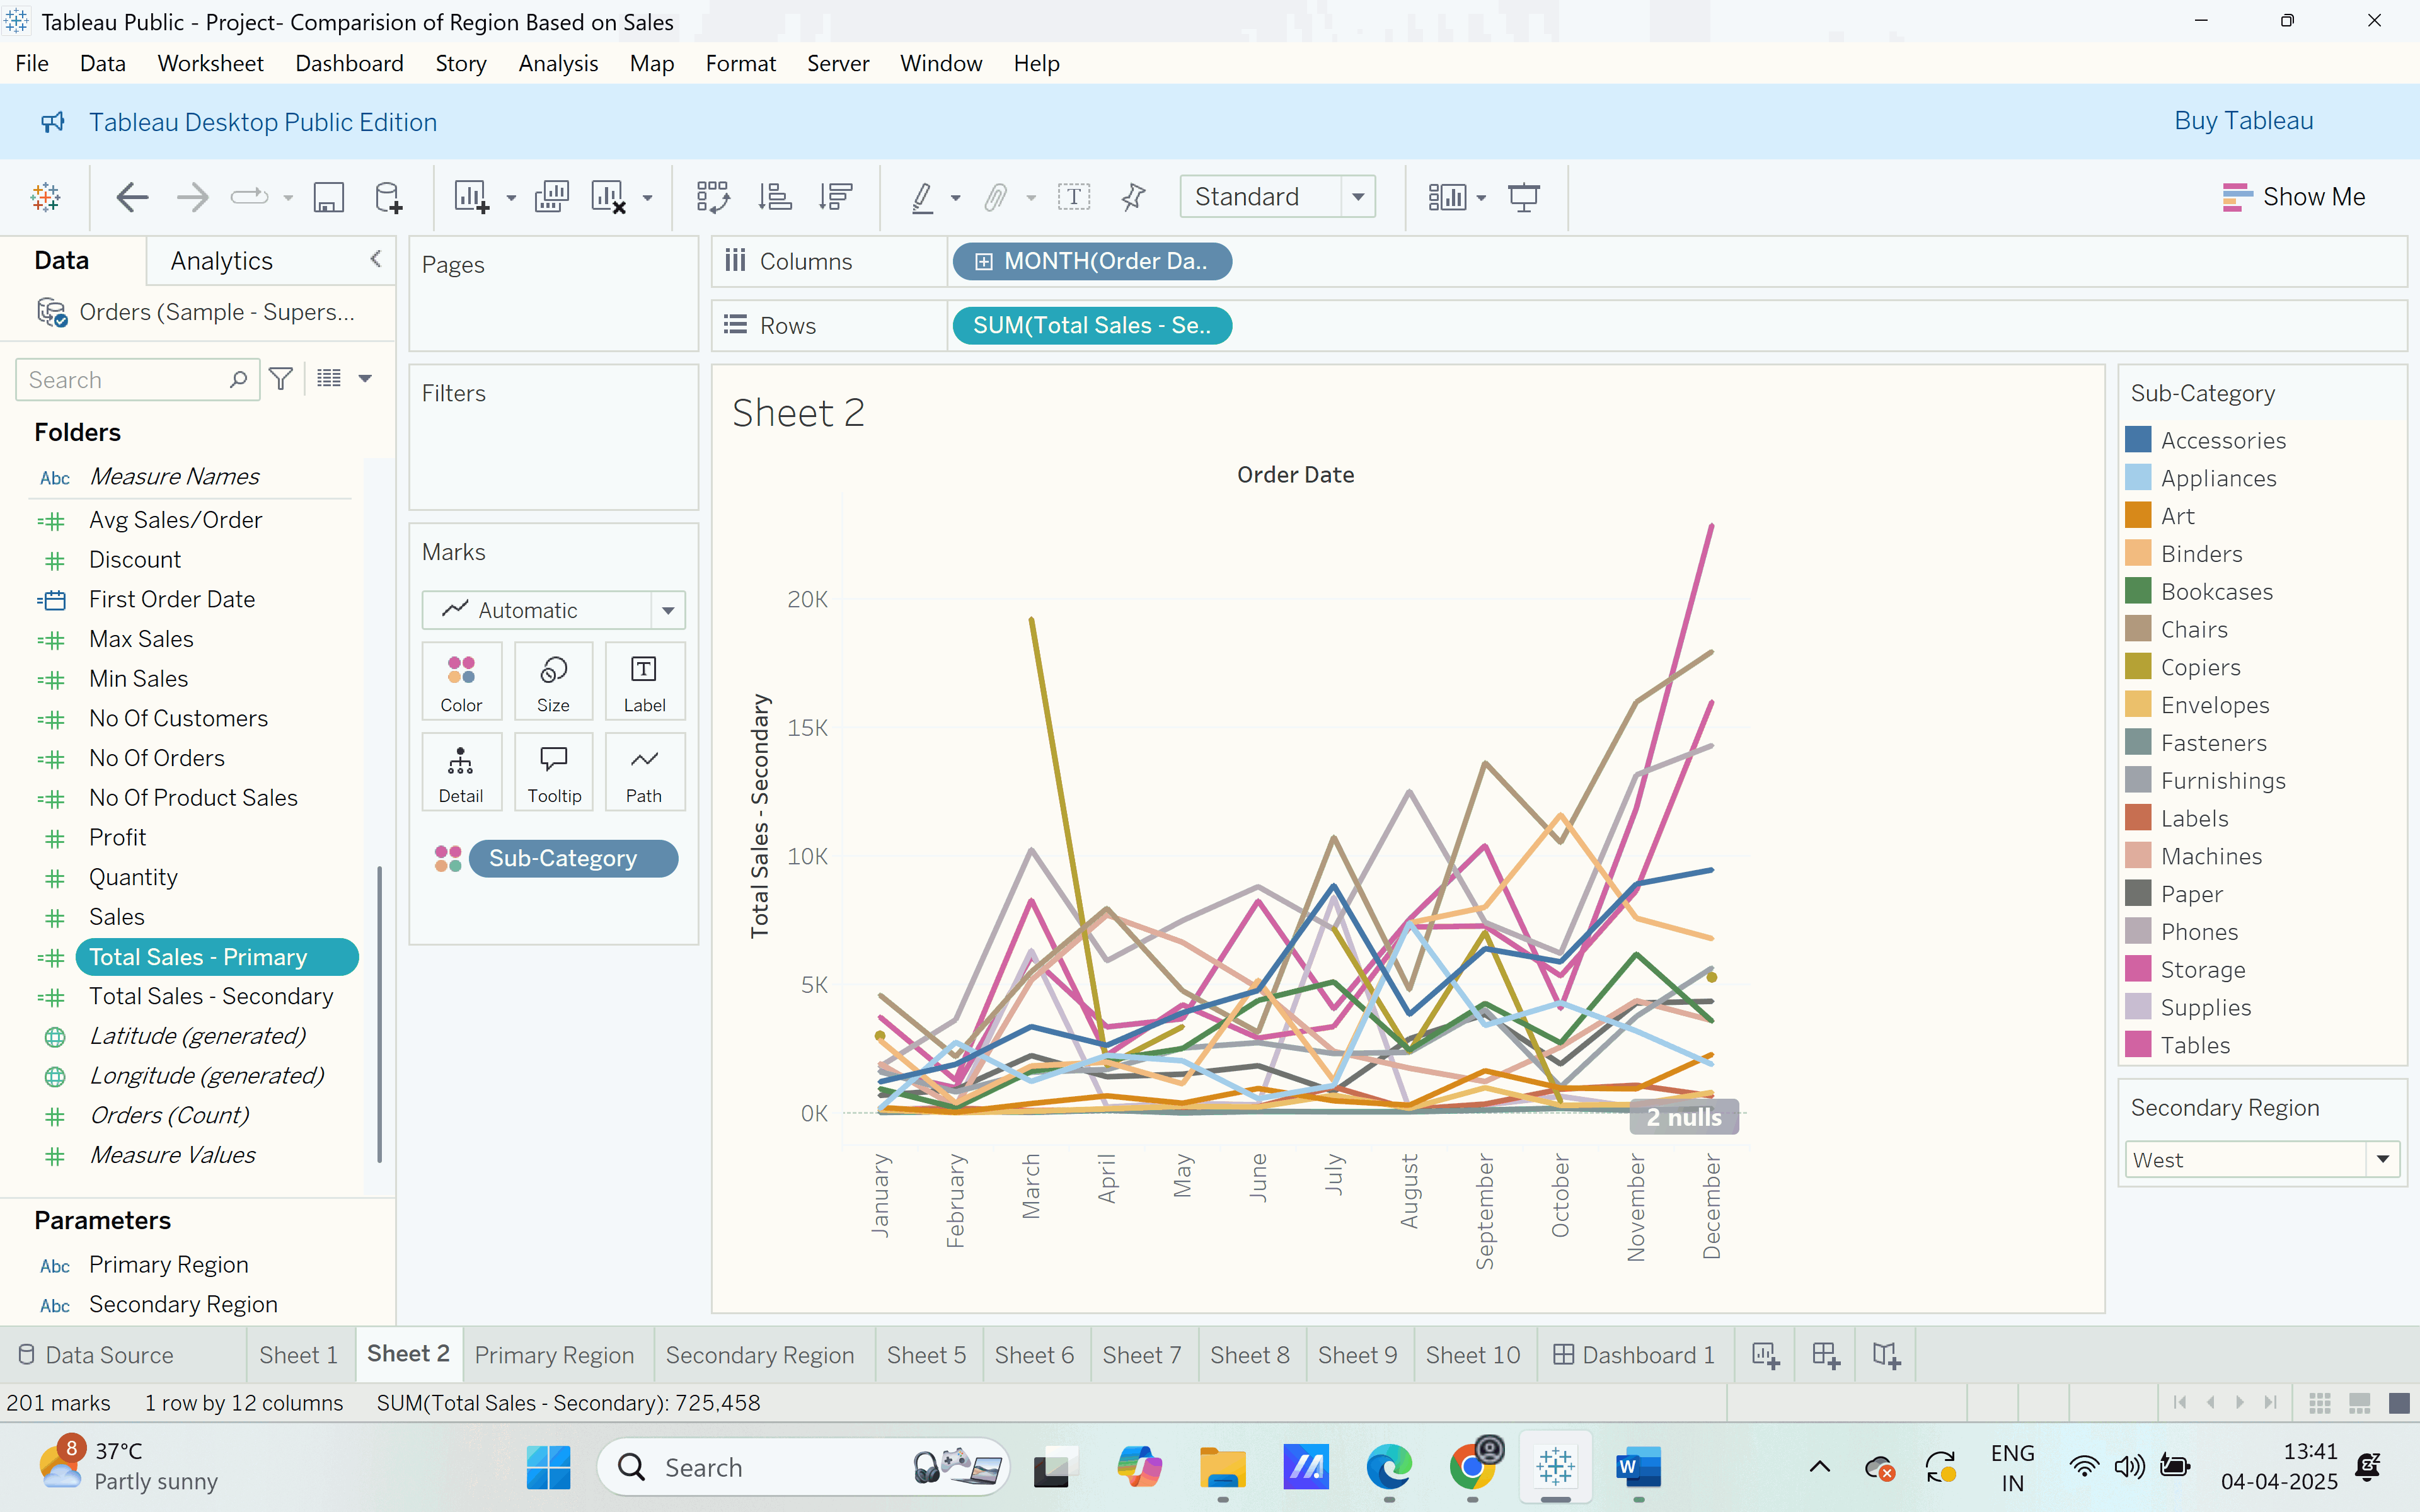 Tableau Public - Project- Comparision of Region Based on Sales
File Data Worksheet Dashboard Story Analysis Map Format Server Window Help
Tableau Desktop Public Edition
Buy Tableau
Standard
Show Me
Data
Analytics
Orders (Sample - Supers...
Search
Folders
Abc Measure Names
Avg Sales/Order
Discount
First Order Date
Max Sales
Min Sales
No Of Customers
No Of Orders
No Of Product Sales
Profit
Quantity
Sales
Total Sales - Primary
Total Sales - Secondary
Latitude (generated)
Longitude (generated)
Orders (Count)
Measure Values
Parameters
Abc Primary Region
Abc Secondary Region
Pages
Filters
Marks
Automatic
Color
Size
Label
Detail
Tooltip
Path
Sub-Category
Columns
MONTH(Order Da..
Rows
SUM(Total Sales - Se..
Sheet 2
Order Date
Total Sales - Secondary
20K
15K
10K
5K
0K
2 nulls
January
February
March
April
May
June
July
August
September
October
November
December
Sub-Category
Accessories
Appliances
Art
Binders
Bookcases
Chairs
Copiers
Envelopes
Fasteners
Furnishings
Labels
Machines
Paper
Phones
Storage
Supplies
Tables
Secondary Region
West
Data Source
Sheet 1
Sheet 2
Primary Region
Secondary Region
Sheet 5
Sheet 6
Sheet 7
Sheet 8
Sheet 9
Sheet 10
Dashboard 1
201 marks
1 row by 12 columns
SUM(Total Sales - Secondary): 725,458
8
37°C
Partly sunny
Search
ENG
IN
13:41
04-04-2025